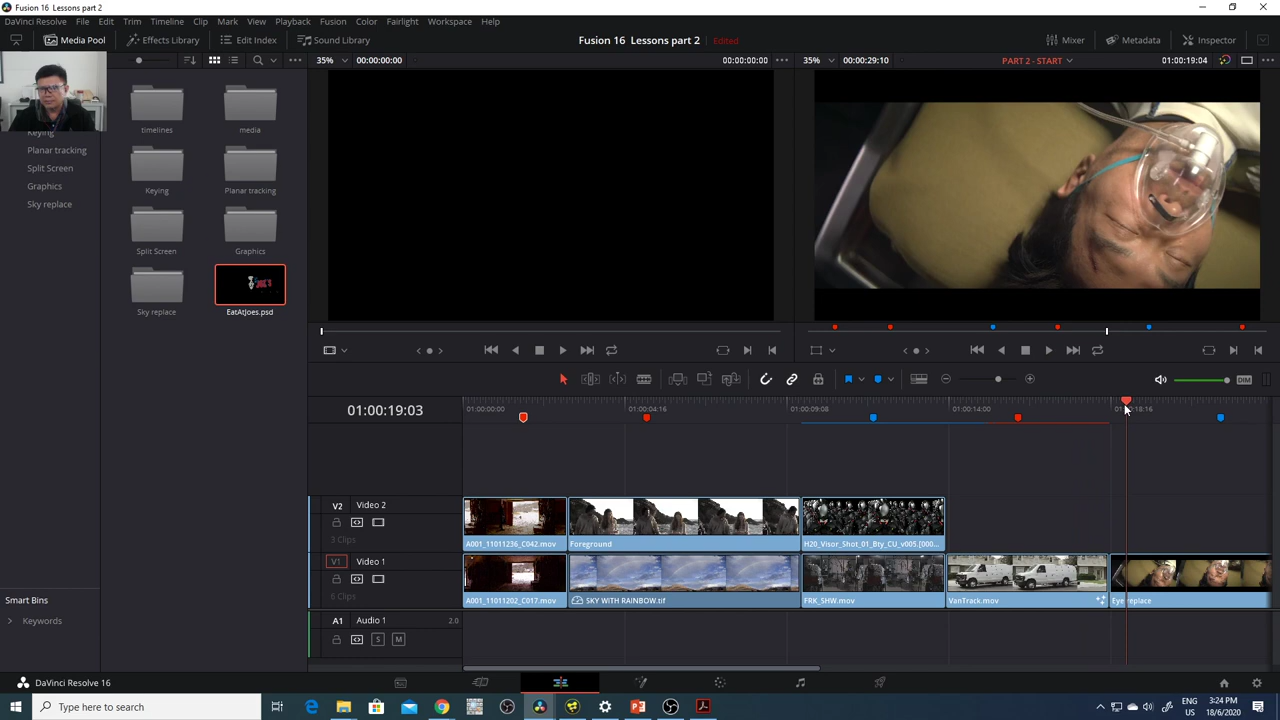 Fusion 16 Lessons part 2
DaVinci Resolve File Edit Trim Timeline Clip Mark View Playback Fusion Color Fairlight Workspace Help
Media Pool Effects Library Edit Index Sound Library Fusion 16 Lessons part 2 Edited Mixer Metadata Inspector
35% 00:00:00:00 00:00:00:00 35% 00:00:29:10 PART 2 - START 01:00:19:04
Keying
Planar tracking
Split Screen
Graphics
Sky replace
timelines media
Keying Planar tracking
Split Screen Graphics
Sky replace EatAtJoes.psd
DIM
01:00:19:03
01:00:00:00 01:00:04:16 01:00:09:08 01:00:14:00 01:00:18:16
V2 Video 2
3 Clips
A001_11011236_C042.mov Foreground H20_Visor_Shot_01_Bty_CU_v005.[000...
V1 Video 1
6 Clips
A001_11011202_C017.mov SKY WITH RAINBOW.tif FRK_SHW.mov VanTrack.mov Eye replace
A1 Audio 1 2.0
S M
Smart Bins
Keywords
DaVinci Resolve 16
Type here to search
ENG
US
3:24 PM
18/6/2020